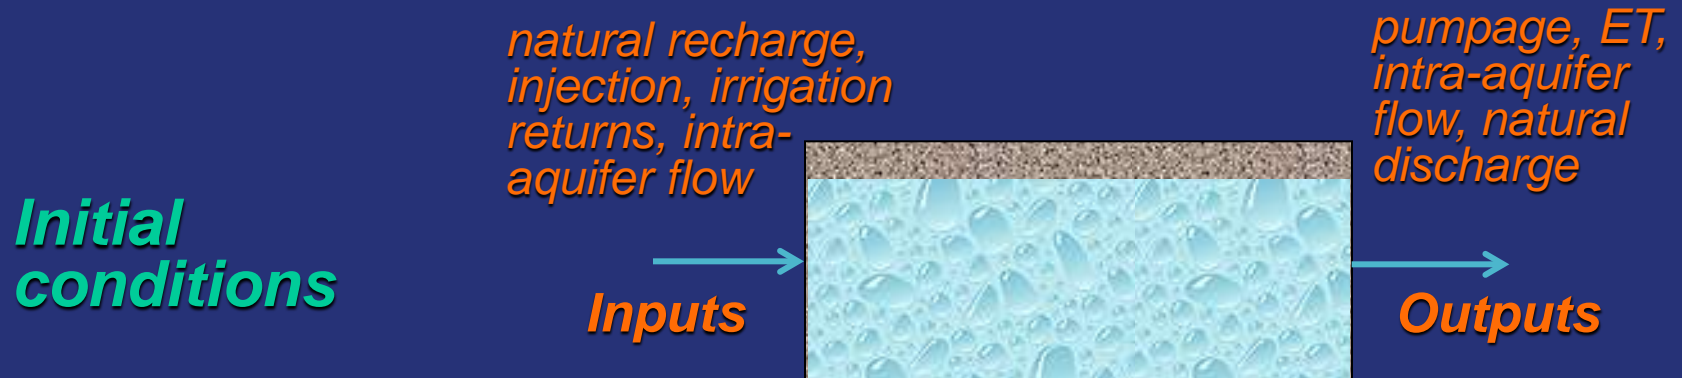 natural recharge,
injection, irrigation
returns, intra-
aquifer flow
pumpage, ET,
intra-aquifer
flow, natural
discharge
Initial
conditions
Inputs
Outputs